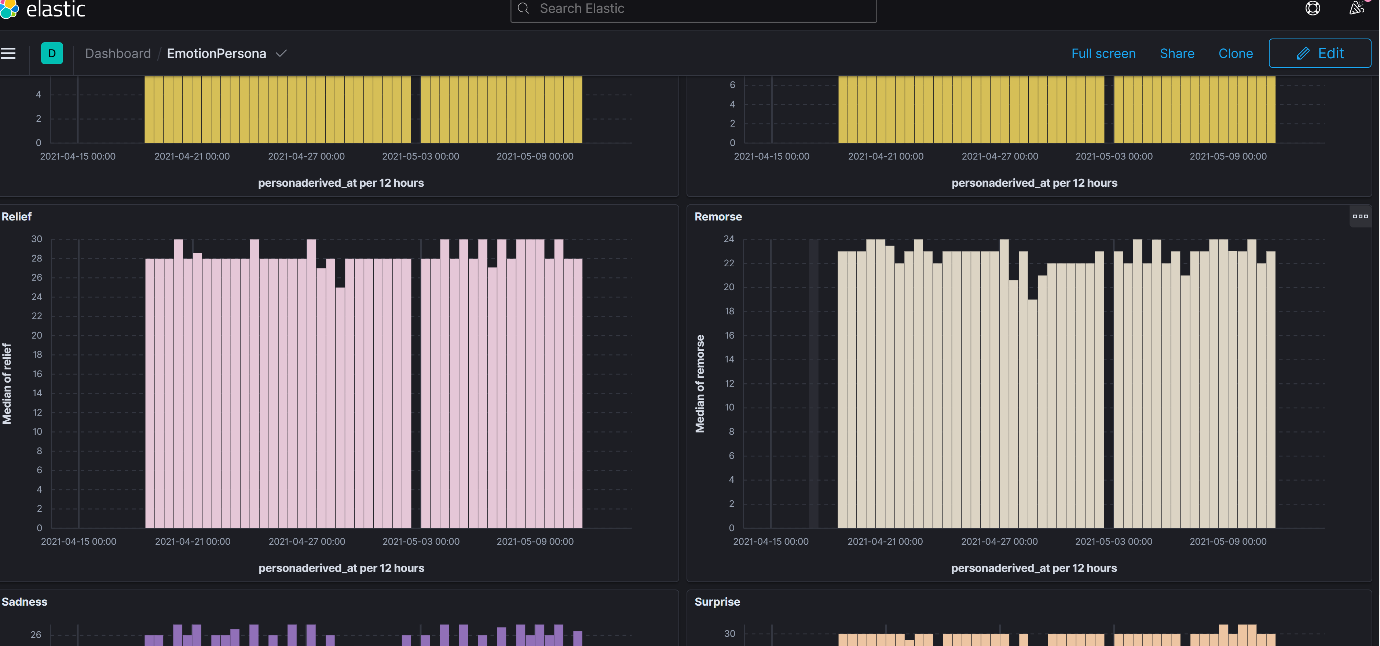 elastic
Search Elastic
D
Dashboard / EmotionPersona
Full screen
Share
Clone
Edit
4
2
0
2021-04-15 00:00 2021-04-21 00:00 2021-04-27 00:00 2021-05-03 00:00 2021-05-09 00:00
personaderived_at per 12 hours
6
4
2
0
2021-04-15 00:00 2021-04-21 00:00 2021-04-27 00:00 2021-05-03 00:00 2021-05-09 00:00
personaderived_at per 12 hours
Relief
Median of relief
30
28
26
24
22
20
18
16
14
12
10
8
6
4
2
0
2021-04-15 00:00 2021-04-21 00:00 2021-04-27 00:00 2021-05-03 00:00 2021-05-09 00:00
personaderived_at per 12 hours
Remorse
Median of remorse
24
22
20
18
16
14
12
10
8
6
4
2
0
2021-04-15 00:00 2021-04-21 00:00 2021-04-27 00:00 2021-05-03 00:00 2021-05-09 00:00
personaderived_at per 12 hours
Sadness
26
Surprise
30